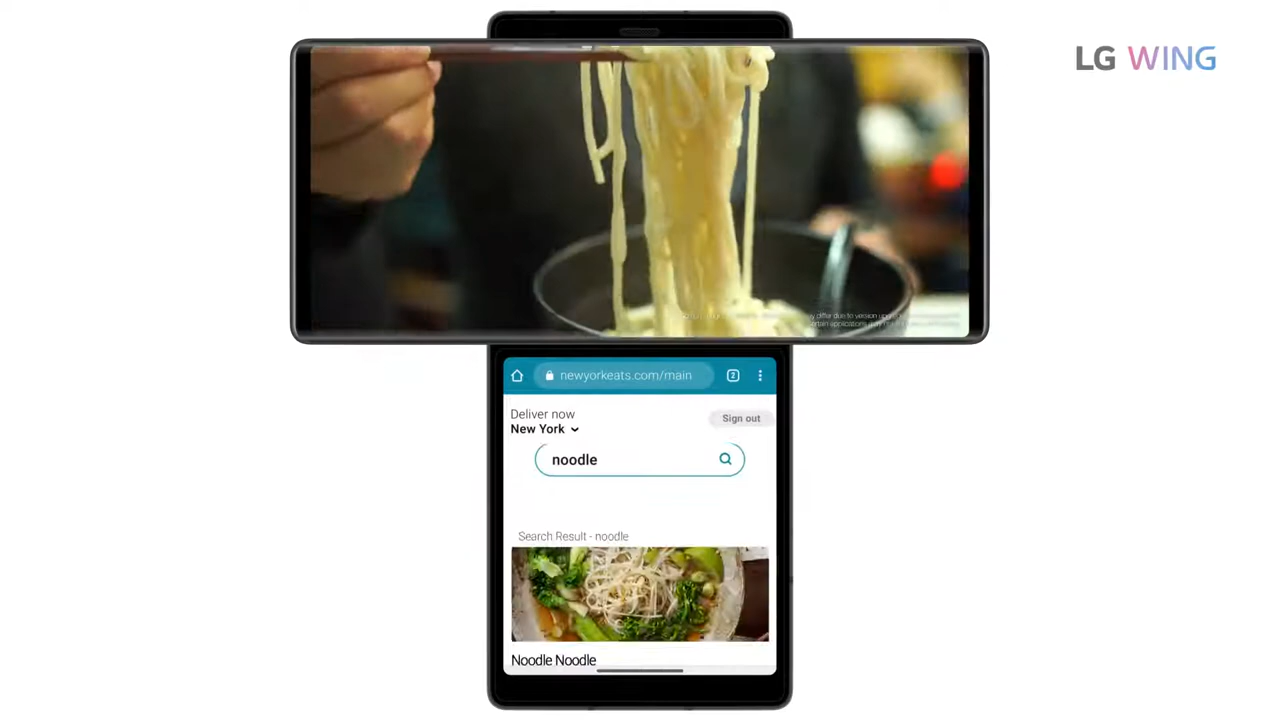 LG WING
newyorkeats.com/main
2
Deliver now
New York
Sign out
noodle
Search Result - noodle
Noodle Noodle